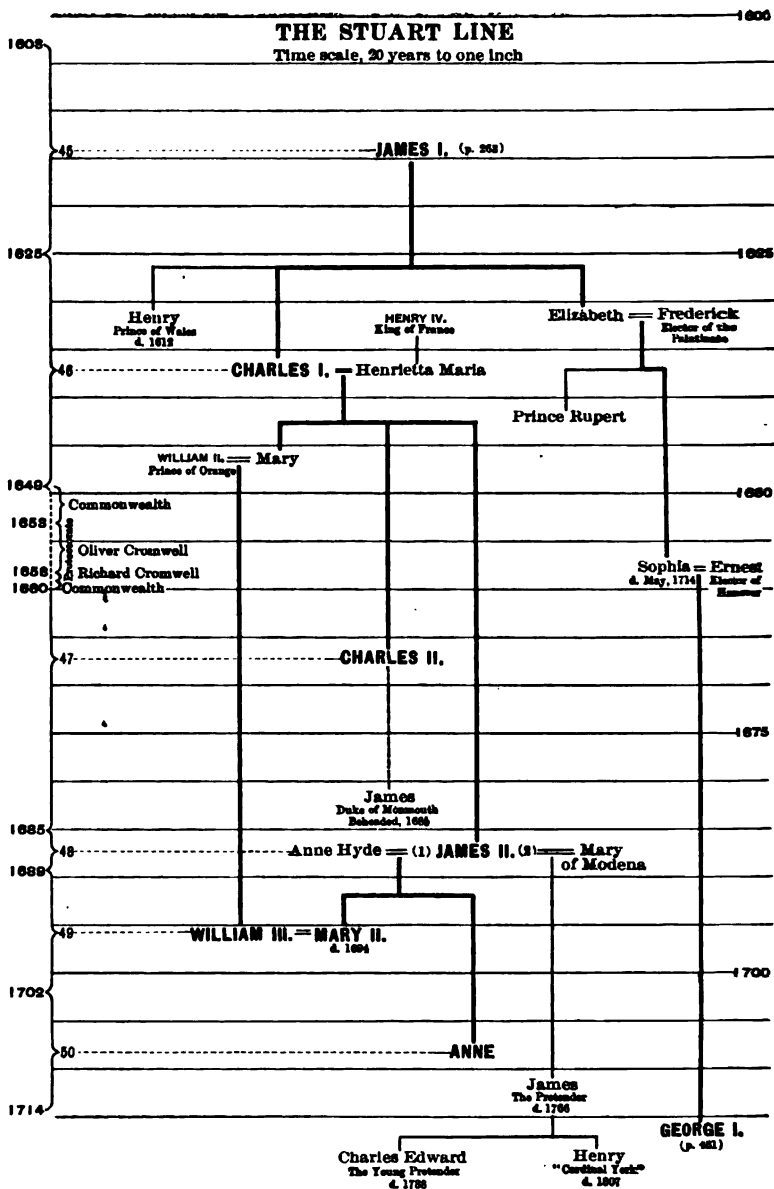 1600
THE STUART LINE
Time scale, 20 years to one inch
1603
45 JAMES I. (p. 263)
1625 1625
Henry
Prince of Wales
d. 1612
HENRY IV.
King of France
Elizabeth = Frederick
Elector of the
Palatinate
46 CHARLES I. = Henrietta Maria
Prince Rupert
WILLIAM II. = Mary
Prince of Orange
1649
1650
Commonwealth
1653
Oliver Cromwell
1658 Richard Cromwell
1660 Commonwealth
Sophia = Ernest
d. May, 1714 Elector of
Hanover
47 CHARLES II.
1675
James
Duke of Monmouth
Beheaded, 1685
1685
48 Anne Hyde = (1) JAMES II. (2) = Mary
of Modena
1689
49 WILLIAM III. = MARY II.
d. 1694
1700
1702
50 ANNE
James
The Pretender
d. 1766
1714
GEORGE I.
(p. 461)
Charles Edward
The Young Pretender
d. 1788
Henry
"Cardinal York"
d. 1807